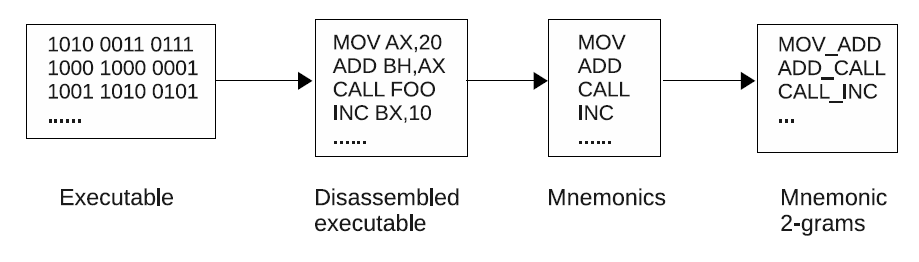 1010 0011 0111
1000 1000 0001
1001 1010 0101
......
MOV AX,20
ADD BH,AX
CALL FOO
INC BX,10
......
MOV
ADD
CALL
INC
......
MOV_ADD
ADD_CALL
CALL_INC
...
Executable
Disassembled
executable
Mnemonics
Mnemonic
2-grams